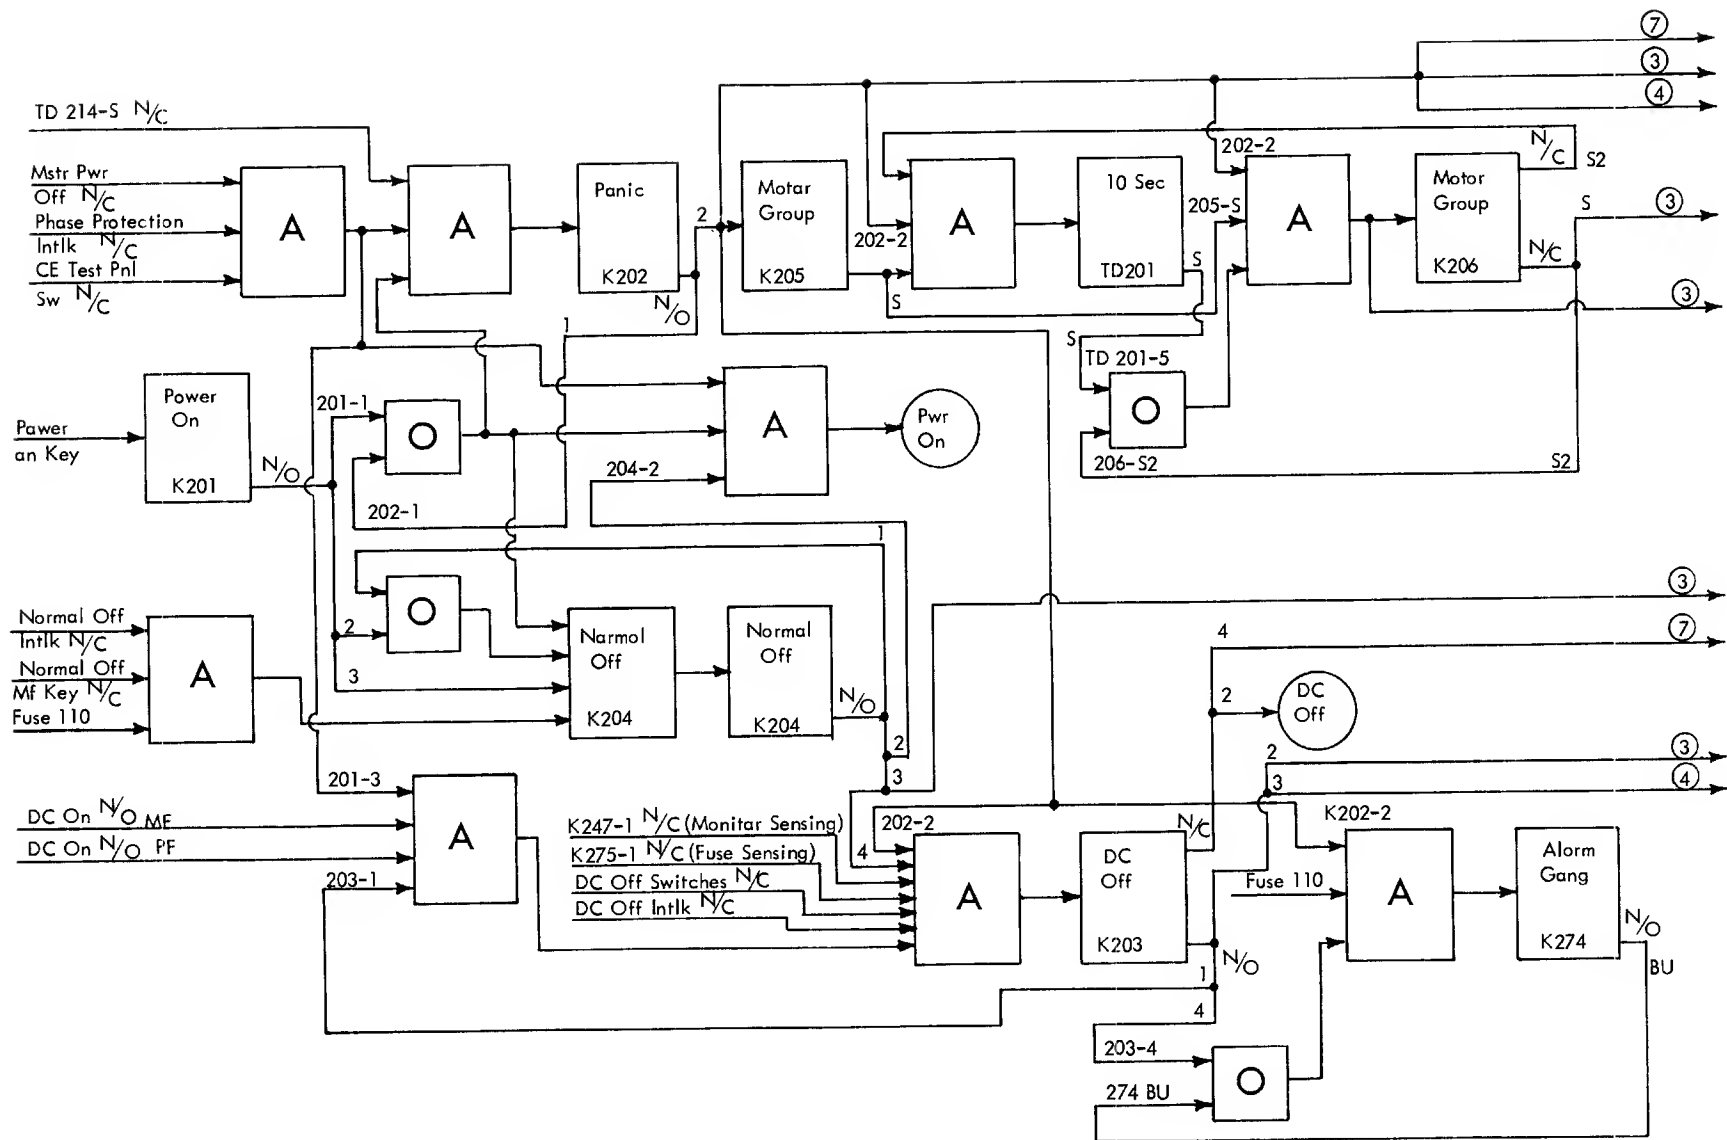 7
3
4
TD 214-S N/C
Mstr Pwr
Off N/C
Phase Protection
Intlk N/C
CE Test Pnl
Sw N/C
A
A
Panic
K202
N/O
2
1
Motar
Group
K205
S
202-2
A
10 Sec
TD201
S
S
TD 201-5
O
206-S2
S2
202-2
205-S
A
Motor
Group
K206
N/C
S2
N/C
S
3
3
Pawer
an Key
Power
On
K201
N/O
201-1
O
202-1
204-2
A
Pwr
On
1
O
2
3
Normal Off
Intlk N/C
Normal Off
Mf Key N/C
Fuse 110
A
Narmol
Off
K204
Normal
Off
K204
N/O
2
3
3
4
7
2
DC
Off
2
3
3
4
201-3
DC On N/O MF
DC On N/O PF
203-1
A
K247-1 N/C (Monitar Sensing)
K275-1 N/C (Fuse Sensing)
DC Off Switches N/C
DC Off Intlk N/C
202-2
4
A
DC
Off
K203
N/C
N/O
1
4
203-4
274 BU
O
K202-2
Fuse 110
A
Alorm
Gang
K274
N/O
BU